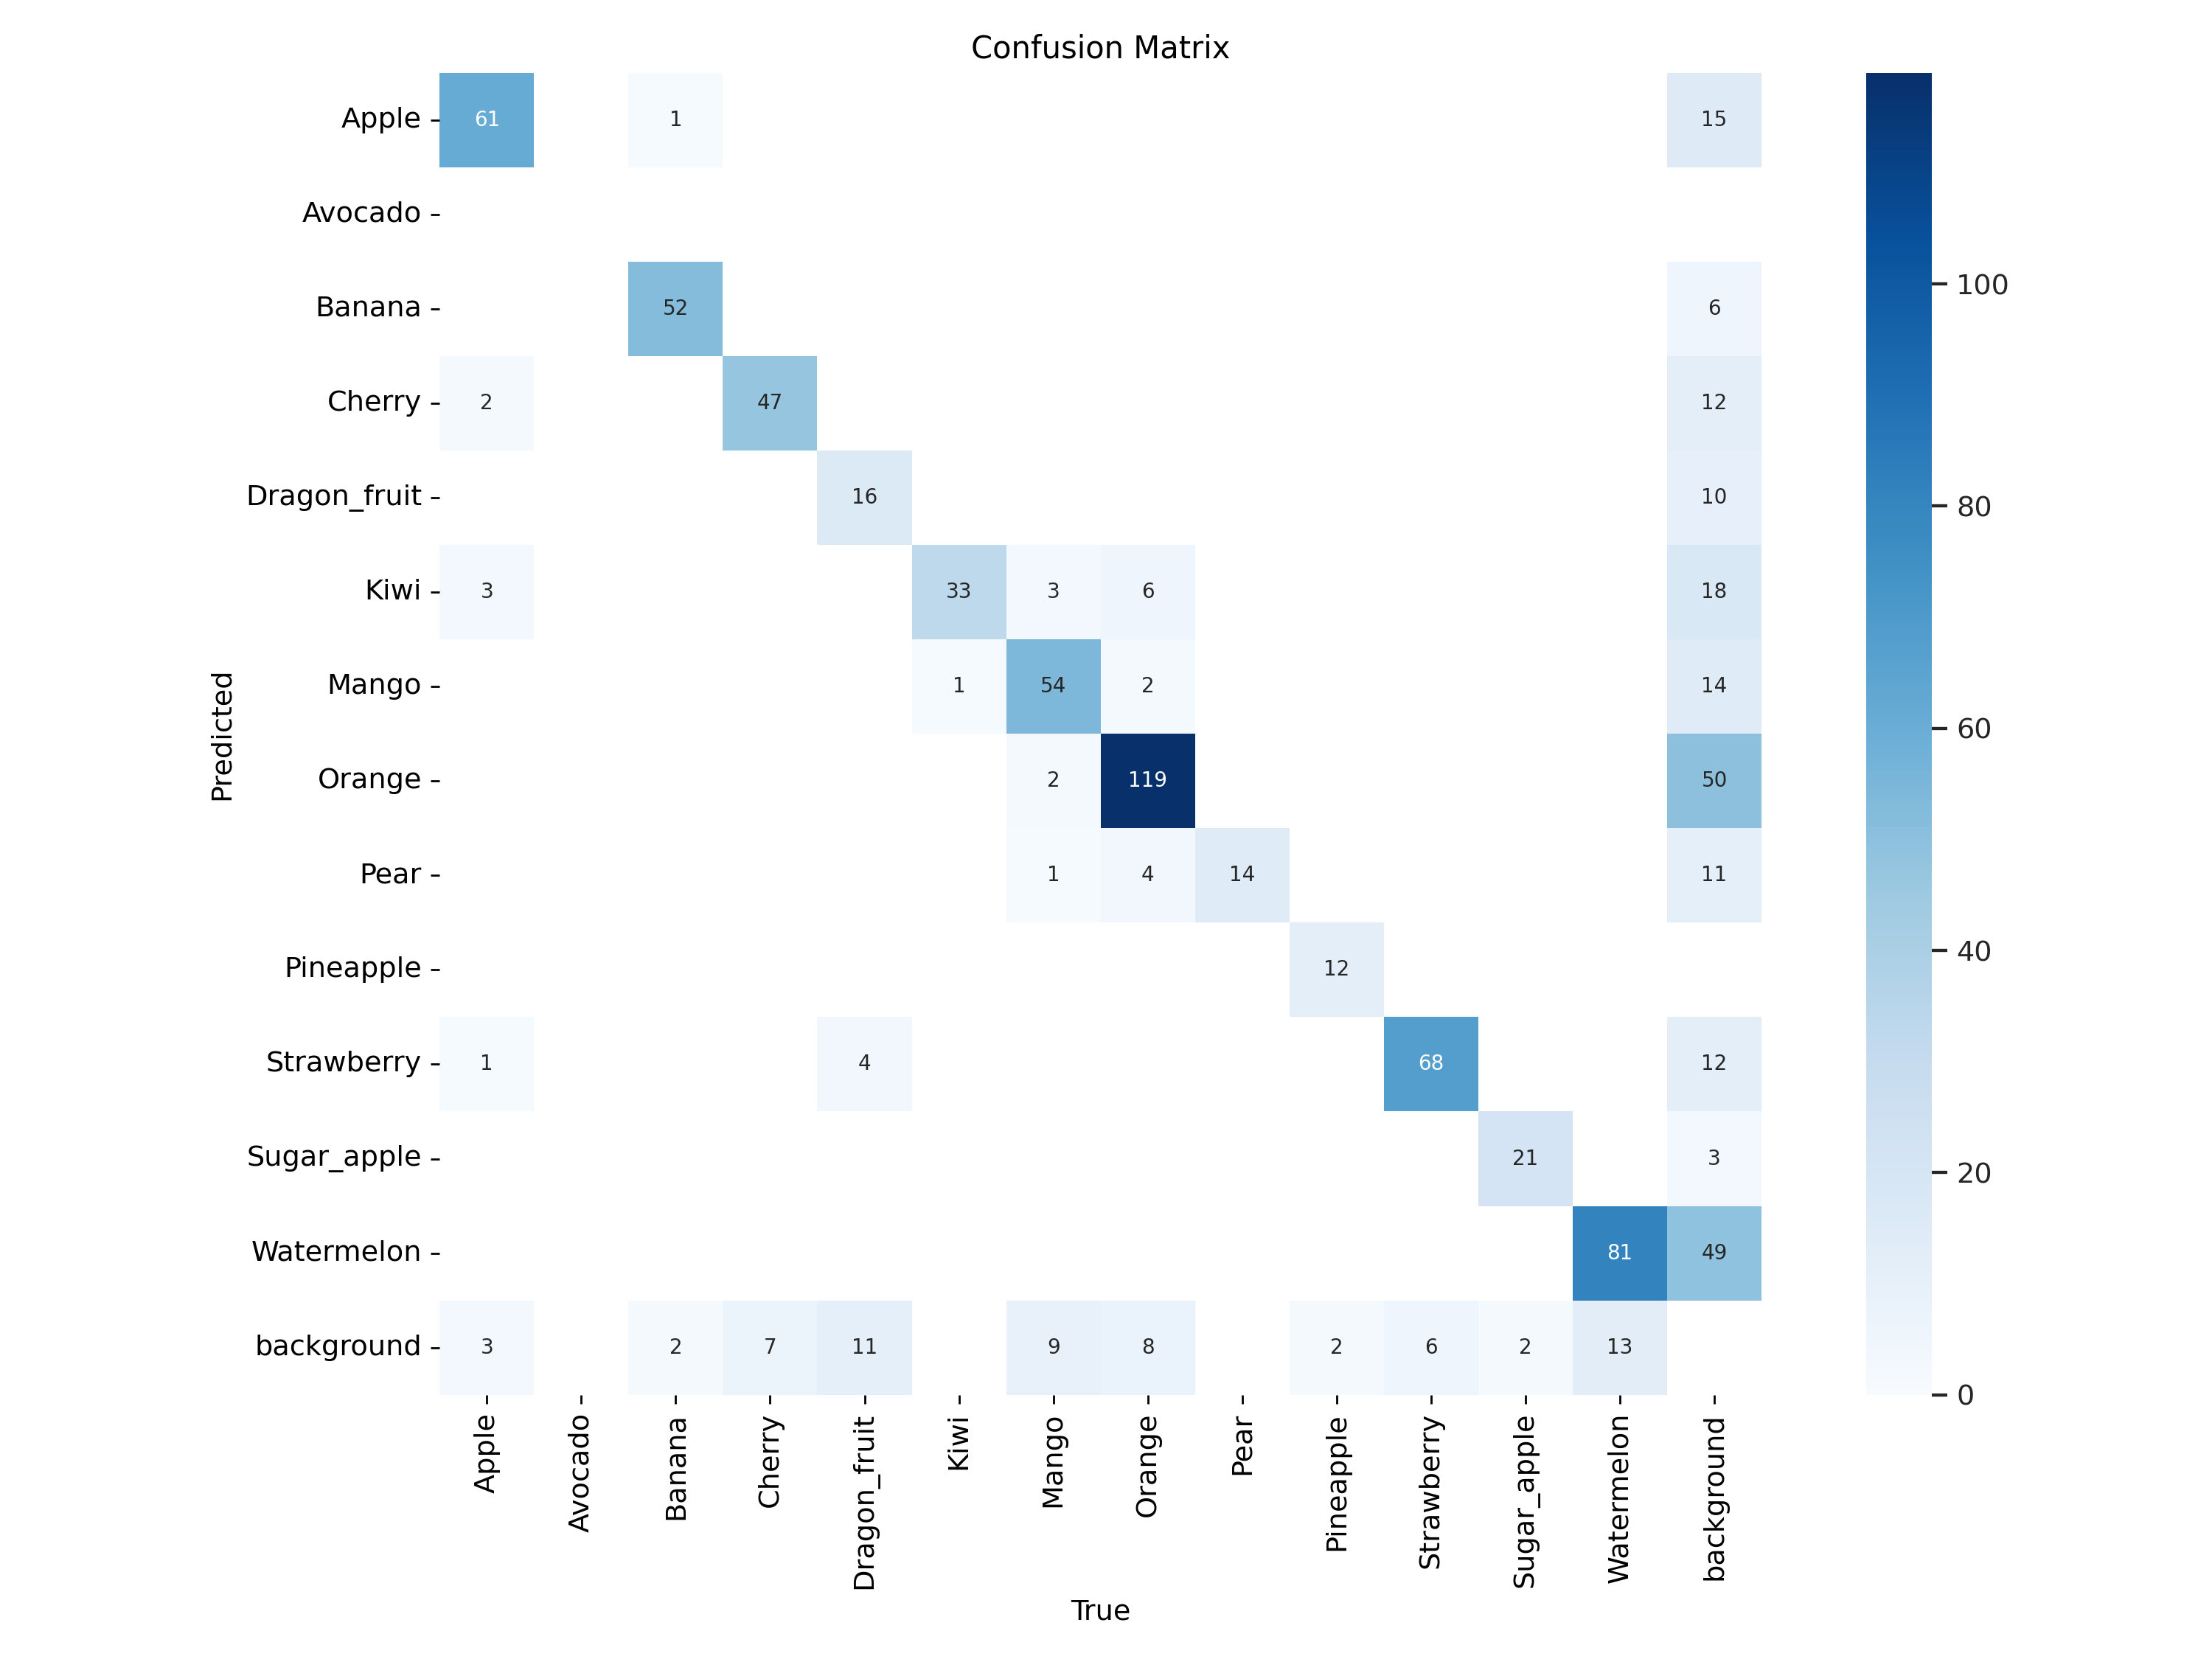 Confusion Matrix
Apple 61 1 15
Avocado
Banana 52 6
Cherry 2 47 12
Dragon_fruit 16 10
Kiwi 3 33 3 6 18
Mango 1 54 2 14
Orange 2 119 50
Pear 1 4 14 11
Pineapple 12
Strawberry 1 4 68 12
Sugar_apple 21 3
Watermelon 81 49
background 3 2 7 11 9 8 2 6 2 13
Predicted
Apple Avocado Banana Cherry Dragon_fruit Kiwi Mango Orange Pear Pineapple Strawberry Sugar_apple Watermelon background
True
100
80
60
40
20
0